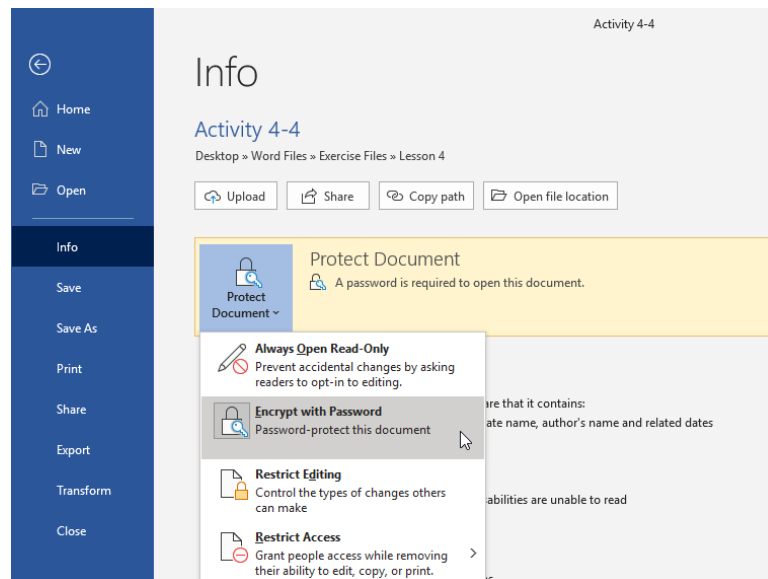 Activity 4-4
Info
Home
New
Open
Info
Save
Save As
Print
Share
Export
Transform
Close
Activity 4-4
Desktop » Word Files » Exercise Files » Lesson 4
Upload
Share
Copy path
Open file location
Protect
Document
Protect Document
A password is required to open this document.
Always Open Read-Only
Prevent accidental changes by asking
readers to opt-in to editing.
Encrypt with Password
Password-protect this document
Restrict Editing
Control the types of changes others
can make
Restrict Access
Grant people access while removing
their ability to edit, copy, or print.
are that it contains:
ate name, author's name and related dates
abilities are unable to read